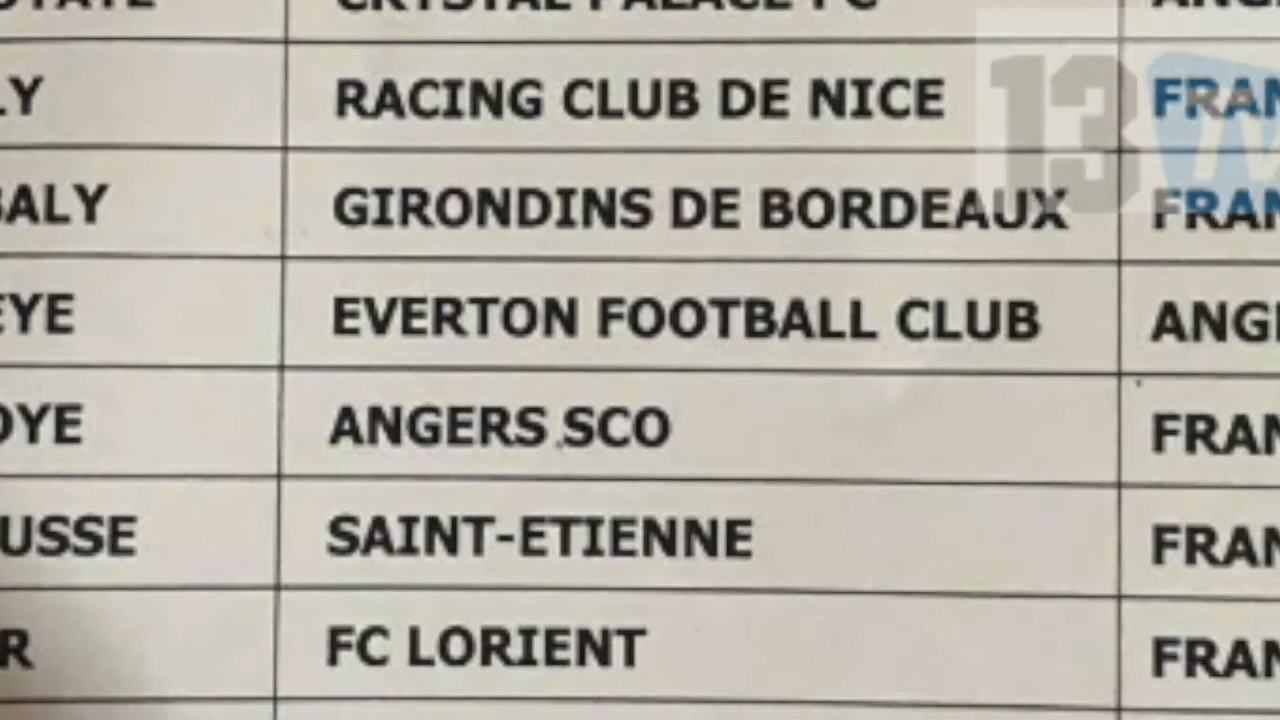 CRYSTAL PALACE FC
LY RACING CLUB DE NICE FRAN
GALY GIRONDINS DE BORDEAUX FRAN
EYE EVERTON FOOTBALL CLUB ANG
OYE ANGERS SCO FRAN
USSE SAINT-ETIENNE FRAN
R FC LORIENT FRAN
13